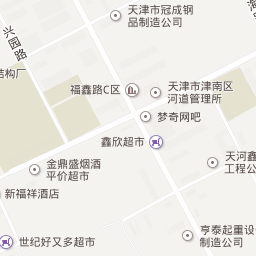 兴园路
天津市冠成钢
品制造公司
结构厂
福鑫路C区
天津市津南区
河道管理所
梦奇网吧
鑫欣超市
金鼎盛烟酒
平价超市
天河鑫
工程公
新福祥酒店
世纪好又多超市
亨泰起重设
制造公司